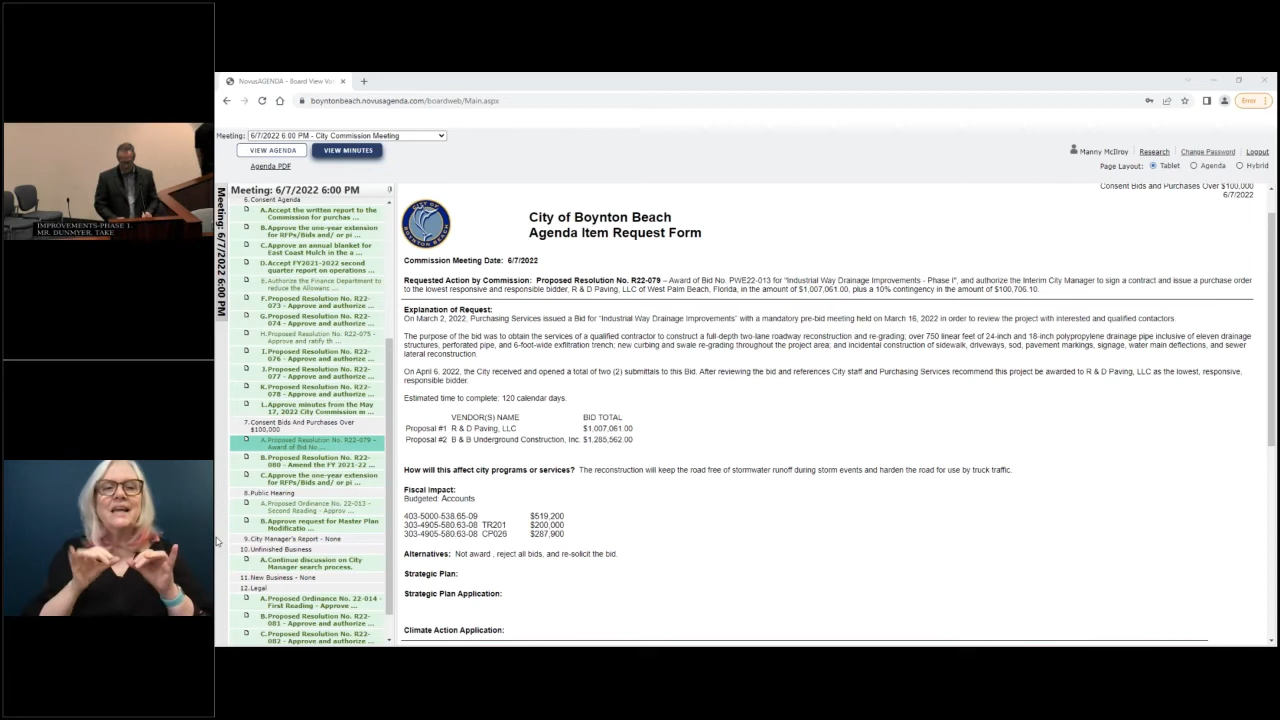 NovusAGENDA - Board View
boyntonbeach.novusagenda.com/boardweb/Main.aspx
Error
Meeting: 6/7/2022 6:00 PM - City Commission Meeting
VIEW AGENDA
VIEW MINUTES
Agenda PDF
Manny McIlroy
Research
Change Password
Logout
Page Layout: Tablet Agenda Hybrid
Meeting: 6/7/2022 6:00 PM
Meeting: 6/7/2022 6:00 PM
6.Consent Agenda
A.Accept the written report to the
Commission for purchas ...
B.Approve the one-year extension
for RFPs/Bids and/ or pi ...
C.Approve an annual blanket for
East Coast Mulch in the a ...
D.Accept FY2021-2022 second
quarter report on operations ...
E.Authorize the Finance Department to
reduce the Allowanc ...
F.Proposed Resolution No. R22-
073 - Approve and authorize ...
G.Proposed Resolution No. R22-
074 - Approve and authorize ...
H.Proposed Resolution No. R22-075 -
Approve and ratify th ...
I.Proposed Resolution No. R22-
076 - Approve and authorize ...
J.Proposed Resolution No. R22-
077 - Approve and authorize ...
K.Proposed Resolution No. R22-
078 - Approve and authorize ...
L.Approve minutes from the May
17, 2022 City Commission m ...
7.Consent Bids And Purchases Over
$100,000
A.Proposed Resolution No. R22-079 -
Award of Bid No. ...
B.Proposed Resolution No. R22-
080 - Amend the FY 2021-22 ...
C.Approve the one-year extension
for RFPs/Bids and/ or pi ...
8.Public Hearing
A.Proposed Ordinance No. 22-013 -
Second Reading - Approv ...
B.Approve request for Master Plan
Modificatio ...
9.City Manager's Report - None
10.Unfinished Business
A.Continue discussion on City
Manager search process.
11.New Business - None
12.Legal
A.Proposed Ordinance No. 22-014 -
First Reading - Approve ...
B.Proposed Resolution No. R22-
081 - Approve and authorize ...
C.Proposed Resolution No. R22-
082 - Approve and authorize ...
Consent Bids and Purchases Over $100,000
6/7/2022
CITY OF
BOYNTON BEACH
City of Boynton Beach
Agenda Item Request Form
Commission Meeting Date: 6/7/2022
Requested Action by Commission: Proposed Resolution No. R22-079 – Award of Bid No. PWE22-013 for "Industrial Way Drainage Improvements - Phase I", and authorize the Interim City Manager to sign a contract and issue a purchase order
to the lowest responsive and responsible bidder. R & D Paving, LLC of West Palm Beach, Florida, in the amount of $1,007,061.00, plus a 10% contingency in the amount of $100,706.10.
Explanation of Request:
On March 2, 2022, Purchasing Services issued a Bid for "Industrial Way Drainage Improvements" with a mandatory pre-bid meeting held on March 16, 2022 in order to review the project with interested and qualified contactors.
The purpose of the bid was to obtain the services of a qualified contractor to construct a full-depth two-lane roadway reconstruction and re-grading; over 750 linear feet of 24-inch and 18-inch polypropylene drainage pipe inclusive of eleven drainage
structures, perforated pipe, and 6-foot-wide exfiltration trench; new curbing and swale re-grading throughout the project area; and incidental construction of sidewalk, driveways, sod, pavement markings, signage, water main deflections, and sewer
lateral reconstruction.
On April 6, 2022, the City received and opened a total of two (2) submittals to this Bid. After reviewing the bid and references City staff and Purchasing Services recommend this project be awarded to R & D Paving, LLC as the lowest, responsive,
responsible bidder.
Estimated time to complete: 120 calendar days.
VENDOR(S) NAME BID TOTAL
Proposal #1 R & D Paving, LLC $1,007,061.00
Proposal #2 B & B Underground Construction, Inc. $1,285,562.00
How will this affect city programs or services? The reconstruction will keep the road free of stormwater runoff during storm events and harden the road for use by truck traffic.
Fiscal Impact:
Budgeted Accounts
403-5000-538.65-09 $519,200
303-4905-580.63-08 TR201 $200,000
303-4905-580.63-08 CP026 $287,900
Alternatives: Not award , reject all bids, and re-solicit the bid.
Strategic Plan:
Strategic Plan Application:
Climate Action Application:
IMPROVEMENTS-PHASE 1.
MR. DUNMYER, TAKE